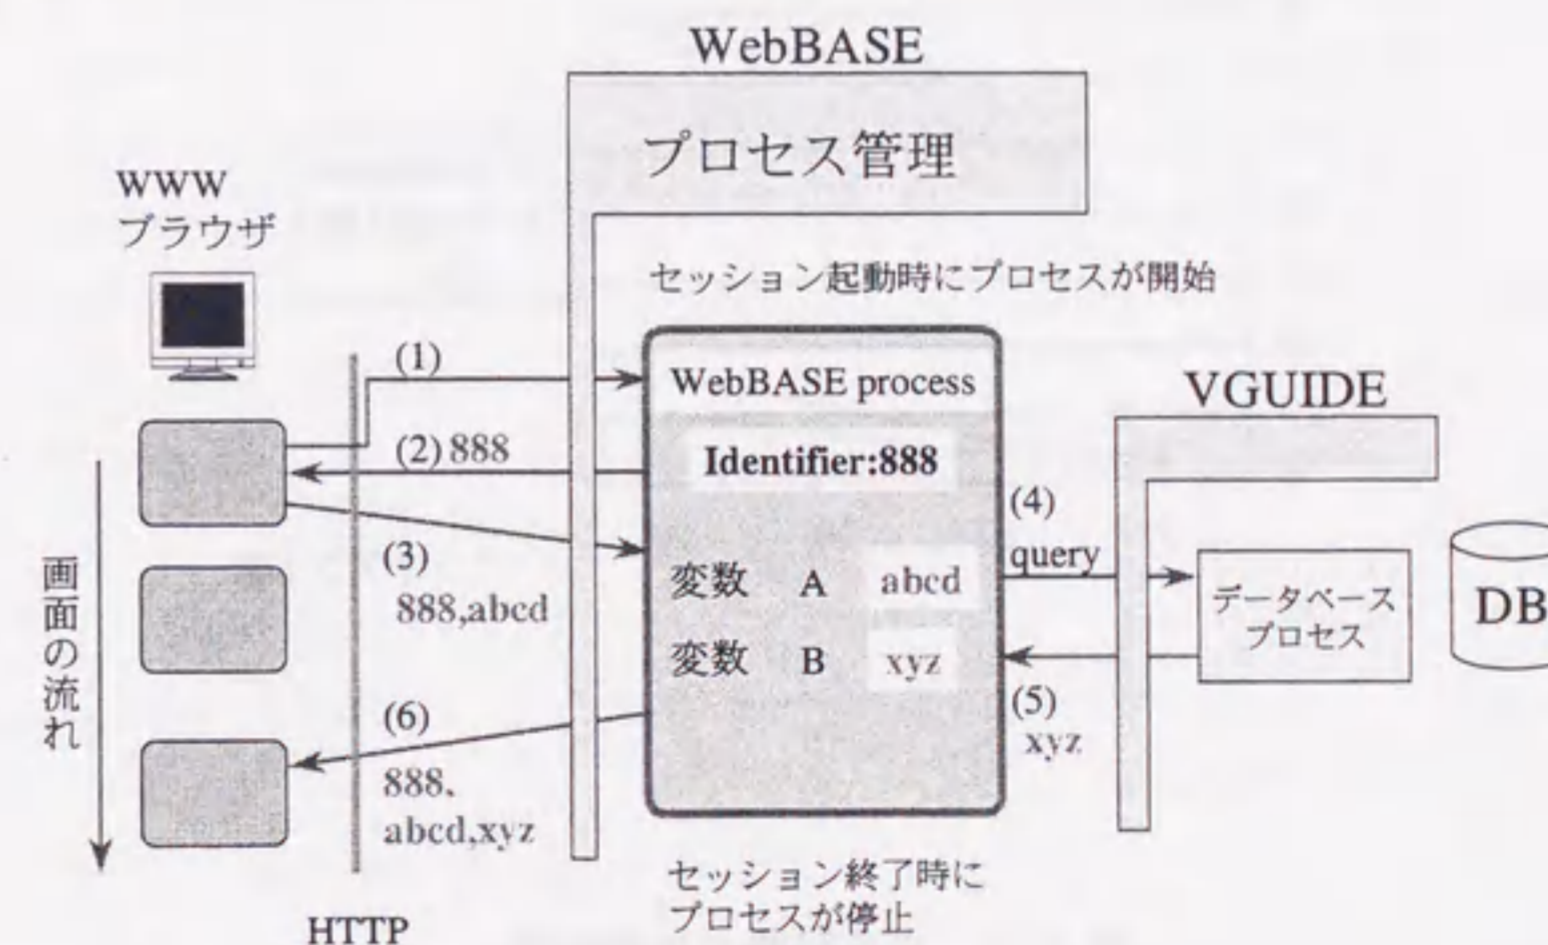 WebBASE
プロセス管理
WWW
ブラウザ
セッション起動時にプロセスが開始
(1)
WebBASE process
VGUIDE
(2) 888
Identifier:888
(4)
query
(3)
888,abcd
変数 A abcd
データベース
プロセス
DB
変数 B xyz
画面の流れ
(5)
xyz
(6)
888,
abcd,xyz
セッション終了時に
プロセスが停止
HTTP